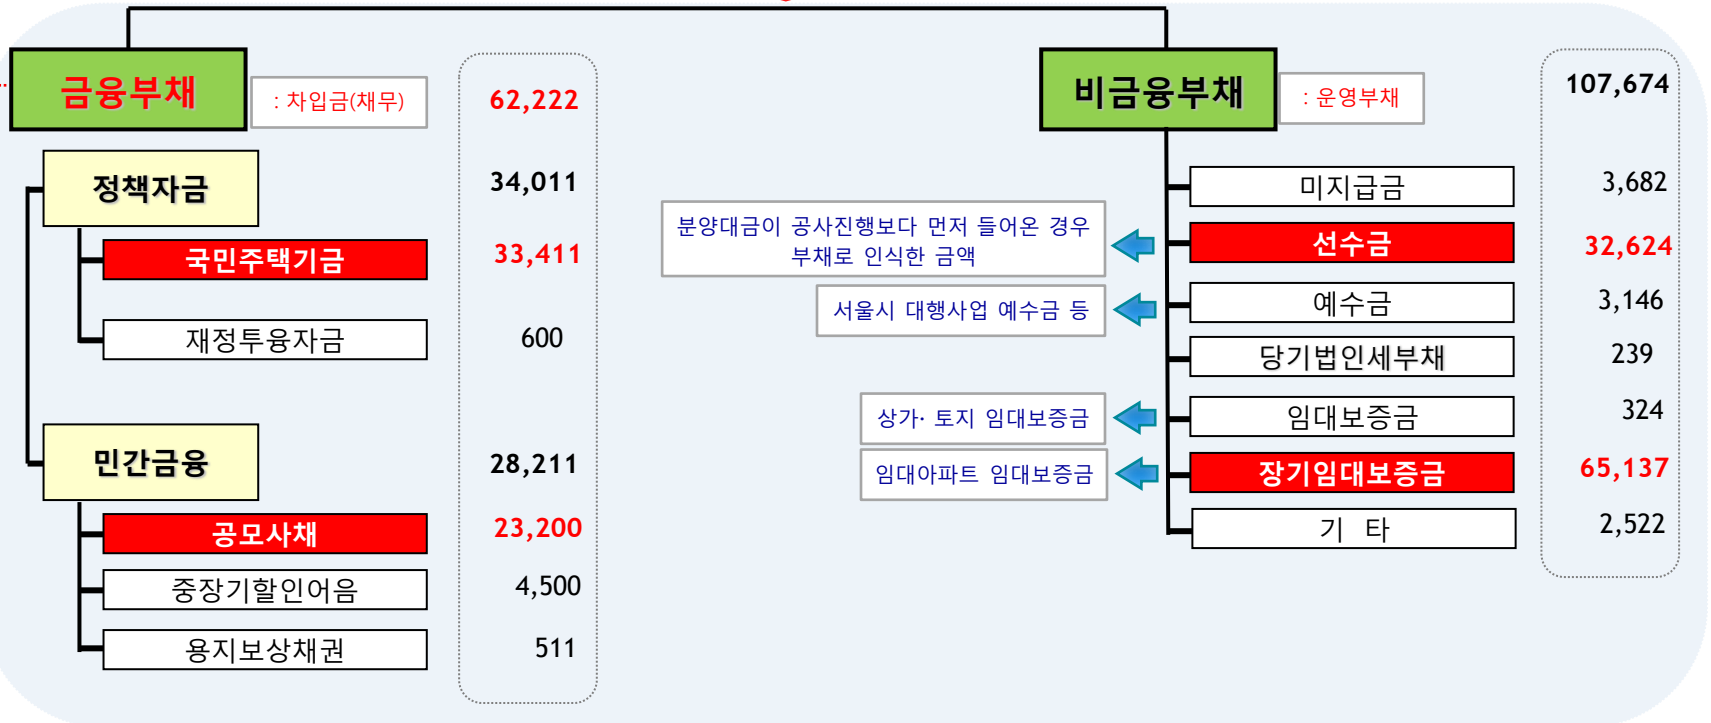 금융부채
: 차입금(채무)
62,222
정책자금
34,011
국민주택기금
33,411
재정투융자금
600
민간금융
28,211
공모사채
23,200
중장기할인어음
4,500
용지보상채권
511
비금융부채
: 운영부채
107,674
미지급금
3,682
분양대금이 공사진행보다 먼저 들어온 경우
부채로 인식한 금액
선수금
32,624
서울시 대행사업 예수금 등
예수금
3,146
당기법인세부채
239
상가· 토지 임대보증금
임대보증금
324
임대아파트 임대보증금
장기임대보증금
65,137
기 타
2,522